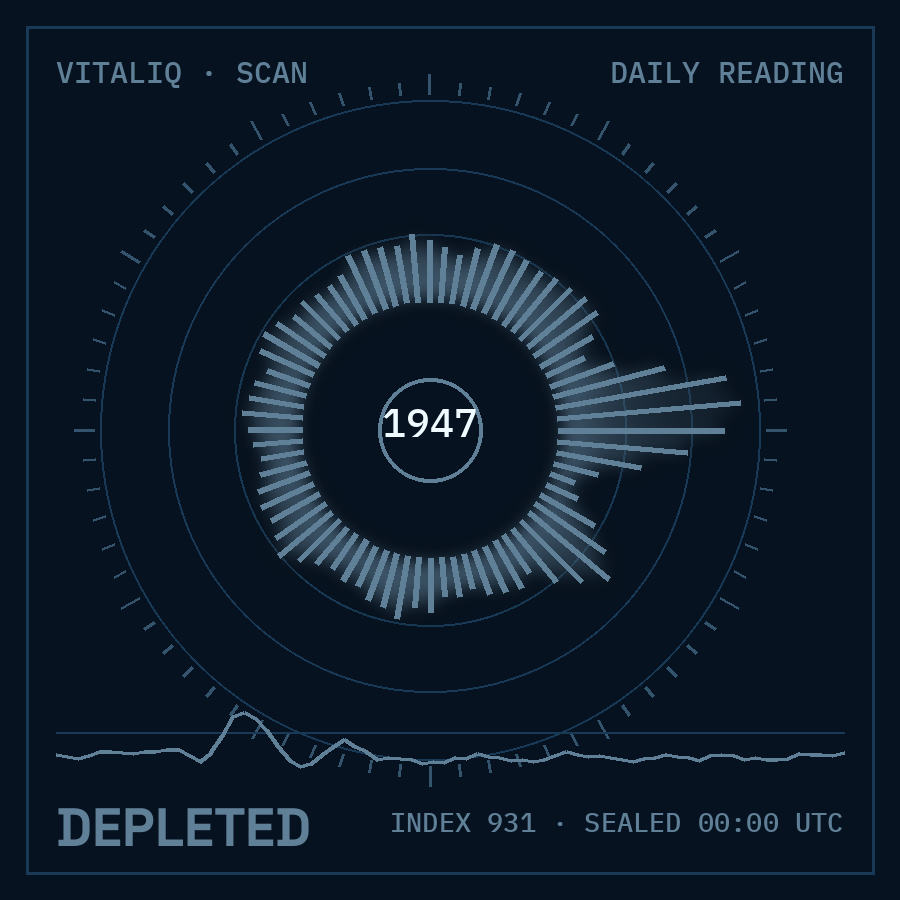 VITALIQ · SCAN
DAILY READING
1947
DEPLETED
INDEX 931 · SEALED 00:00 UTC